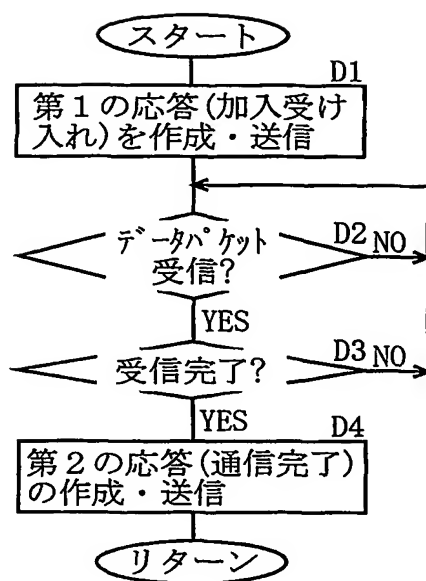 スタート
D1
第1の応答(加入受け
入れ)を作成・送信
データパケット
受信?
D2
NO
YES
受信完了?
D3
NO
YES
D4
第2の応答(通信完了)
の作成・送信
リターン